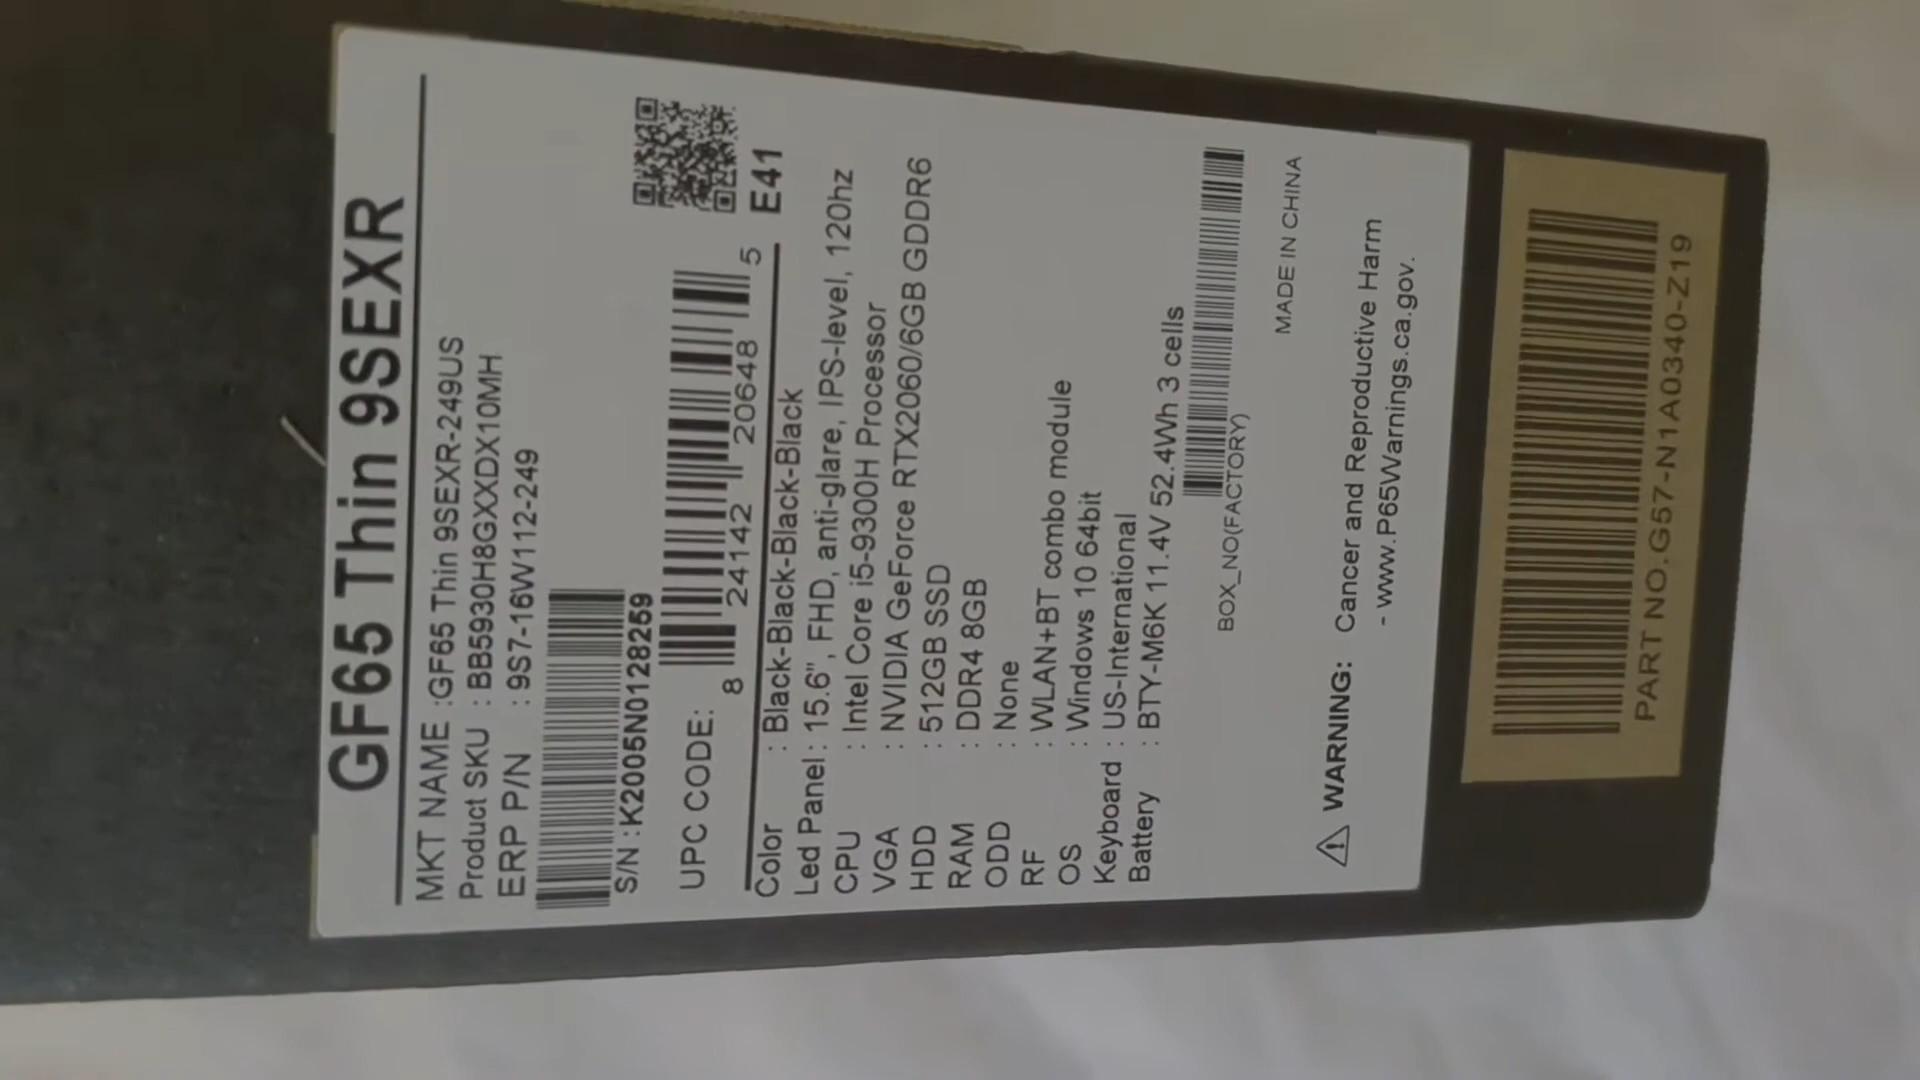 GF65 Thin 9SEXR
MKT NAME :GF65 Thin 9SEXR-249US
Product SKU : BB5930H8GXXDX10MH
ERP P/N : 9S7-16W112-249
S/N :K2005N0128259
UPC CODE:
8 24142 20648 5
E41
Color : Black-Black-Black-Black
Led Panel : 15.6", FHD, anti-glare, IPS-level, 120hz
CPU : Intel Core i5-9300H Processor
VGA : NVIDIA GeForce RTX2060/6GB GDDR6
HDD : 512GB SSD
RAM : DDR4 8GB
ODD : None
RF : WLAN+BT combo module
OS : Windows 10 64bit
Keyboard : US-International
Battery : BTY-M6K 11.4V 52.4Wh 3 cells
BOX_NO(FACTORY)
MADE IN CHINA
⚠ WARNING: Cancer and Reproductive Harm
- www.P65Warnings.ca.gov.
PART NO.G57-N1A0340-Z19